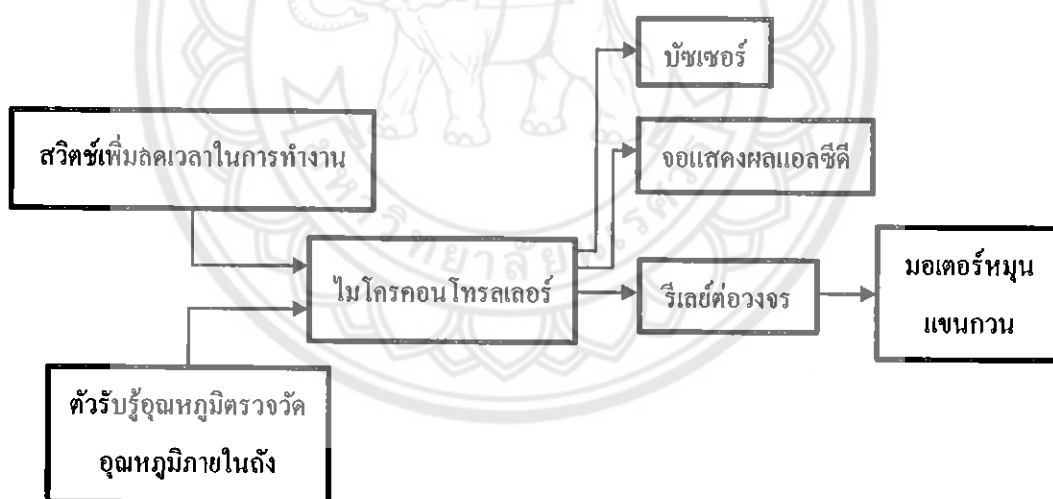 บัซเซอร์
สวิตช์เพิ่มลดเวลาในการทำงาน
จอแสดงผลแอลซีดี
ไมโครคอนโทรลเลอร์
รีเลย์ต่อวงจร
มอเตอร์หมุน
แขนกวน
ตัวรับรู้อุณหภูมิตรวจวัด
อุณหภูมิภายในถัง